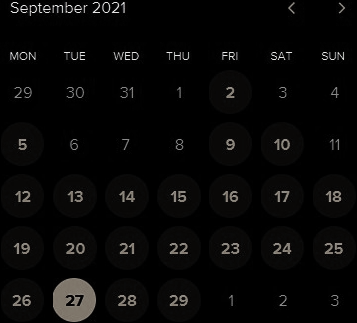 September 2021
MON TUE WED THU FRI SAT SUN
29 30 31 1 2 3 4
5 6 7 8 9 10 11
12 13 14 15 16 17 18
19 20 21 22 23 24 25
26 27 28 29 1 2 3